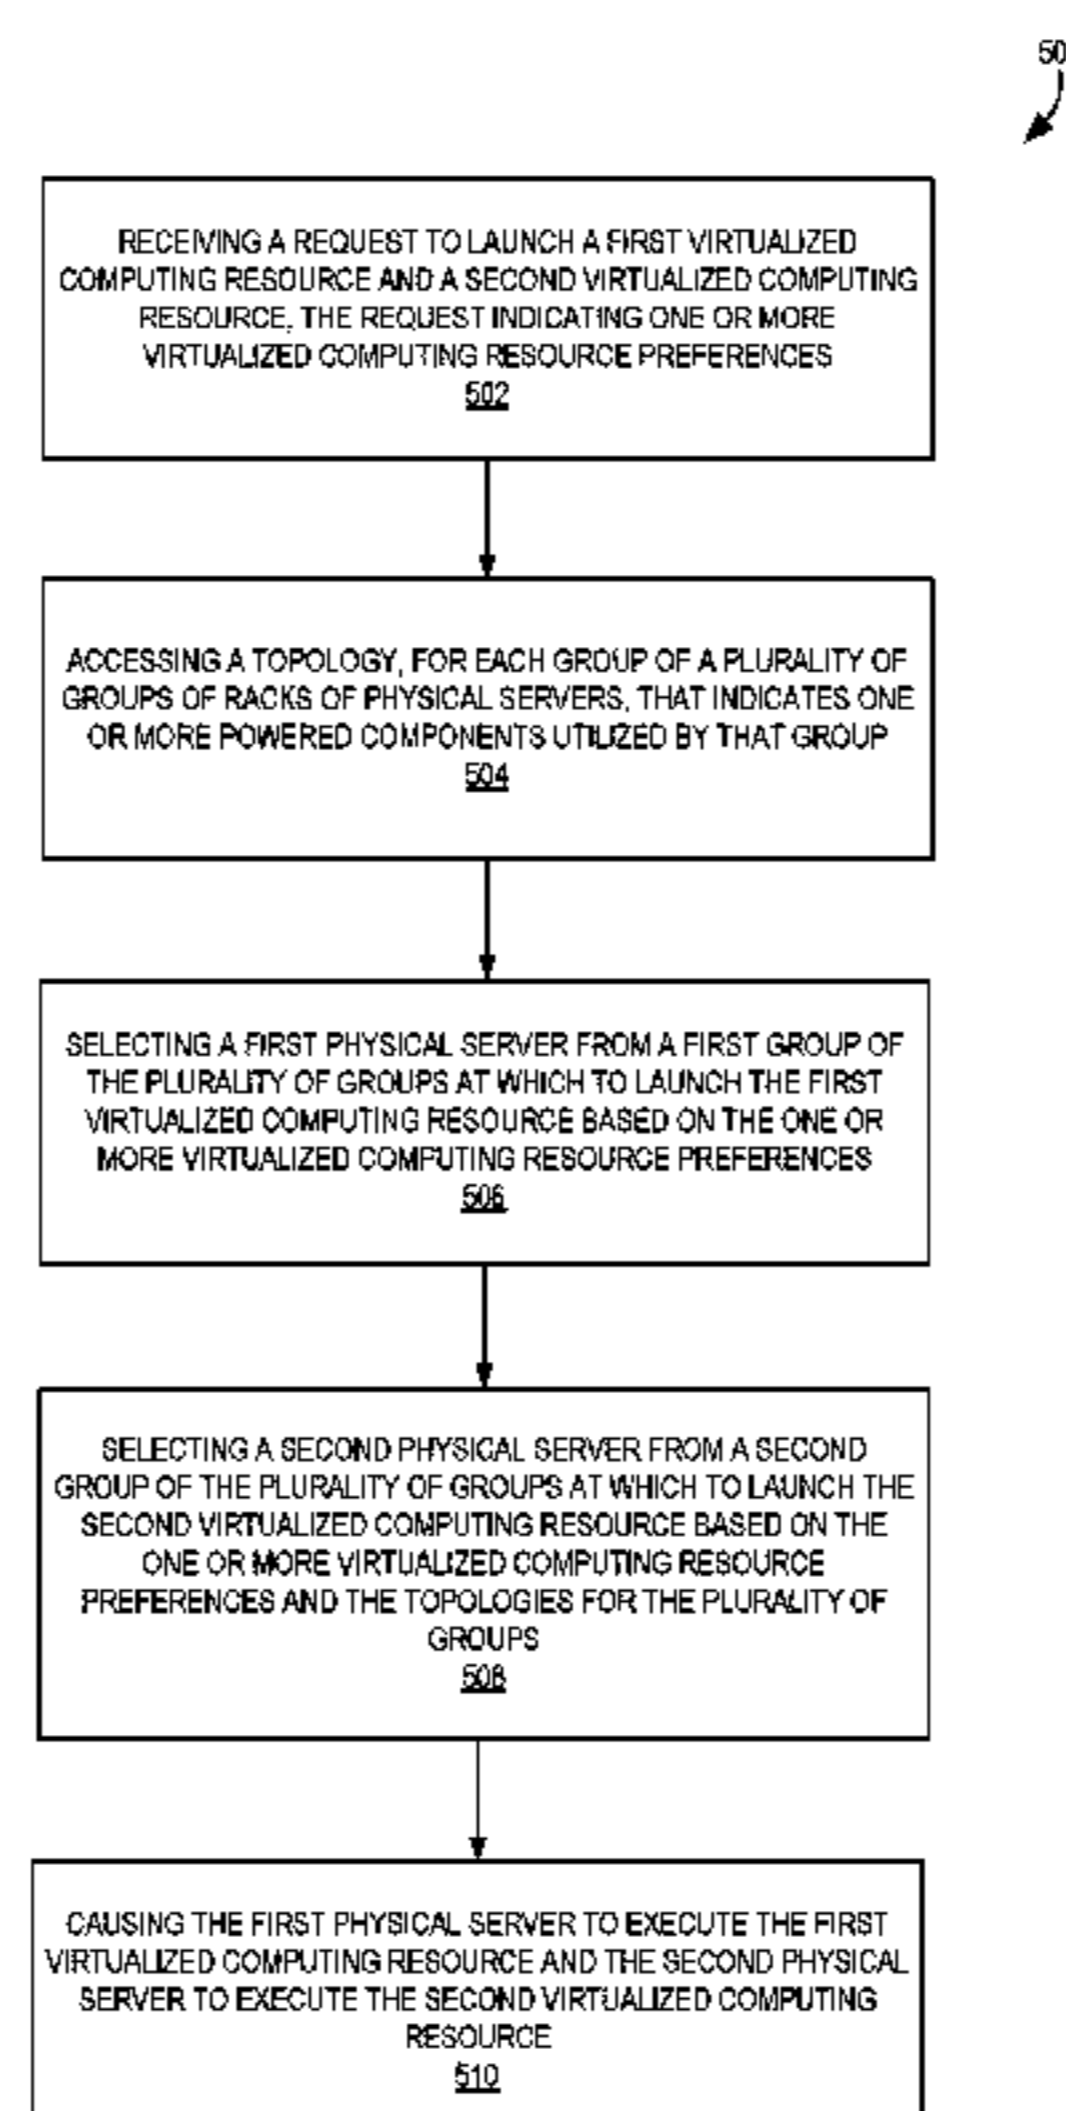 50
RECEIVING A REQUEST TO LAUNCH A FIRST VIRTUALIZED
COMPUTING RESOURCE AND A SECOND VIRTUALIZED COMPUTING
RESOURCE, THE REQUEST INDICATING ONE OR MORE
VIRTUALIZED COMPUTING RESOURCE PREFERENCES
502
ACCESSING A TOPOLOGY, FOR EACH GROUP OF A PLURALITY OF
GROUPS OF RACKS OF PHYSICAL SERVERS, THAT INDICATES ONE
OR MORE POWERED COMPONENTS UTILIZED BY THAT GROUP
504
SELECTING A FIRST PHYSICAL SERVER FROM A FIRST GROUP OF
THE PLURALITY OF GROUPS AT WHICH TO LAUNCH THE FIRST
VIRTUALIZED COMPUTING RESOURCE BASED ON THE ONE OR
MORE VIRTUALIZED COMPUTING RESOURCE PREFERENCES
506
SELECTING A SECOND PHYSICAL SERVER FROM A SECOND
GROUP OF THE PLURALITY OF GROUPS AT WHICH TO LAUNCH THE
SECOND VIRTUALIZED COMPUTING RESOURCE BASED ON THE
ONE OR MORE VIRTUALIZED COMPUTING RESOURCE
PREFERENCES AND THE TOPOLOGIES FOR THE PLURALITY OF
GROUPS
508
CAUSING THE FIRST PHYSICAL SERVER TO EXECUTE THE FIRST
VIRTUALIZED COMPUTING RESOURCE AND THE SECOND PHYSICAL
SERVER TO EXECUTE THE SECOND VIRTUALIZED COMPUTING
RESOURCE
510